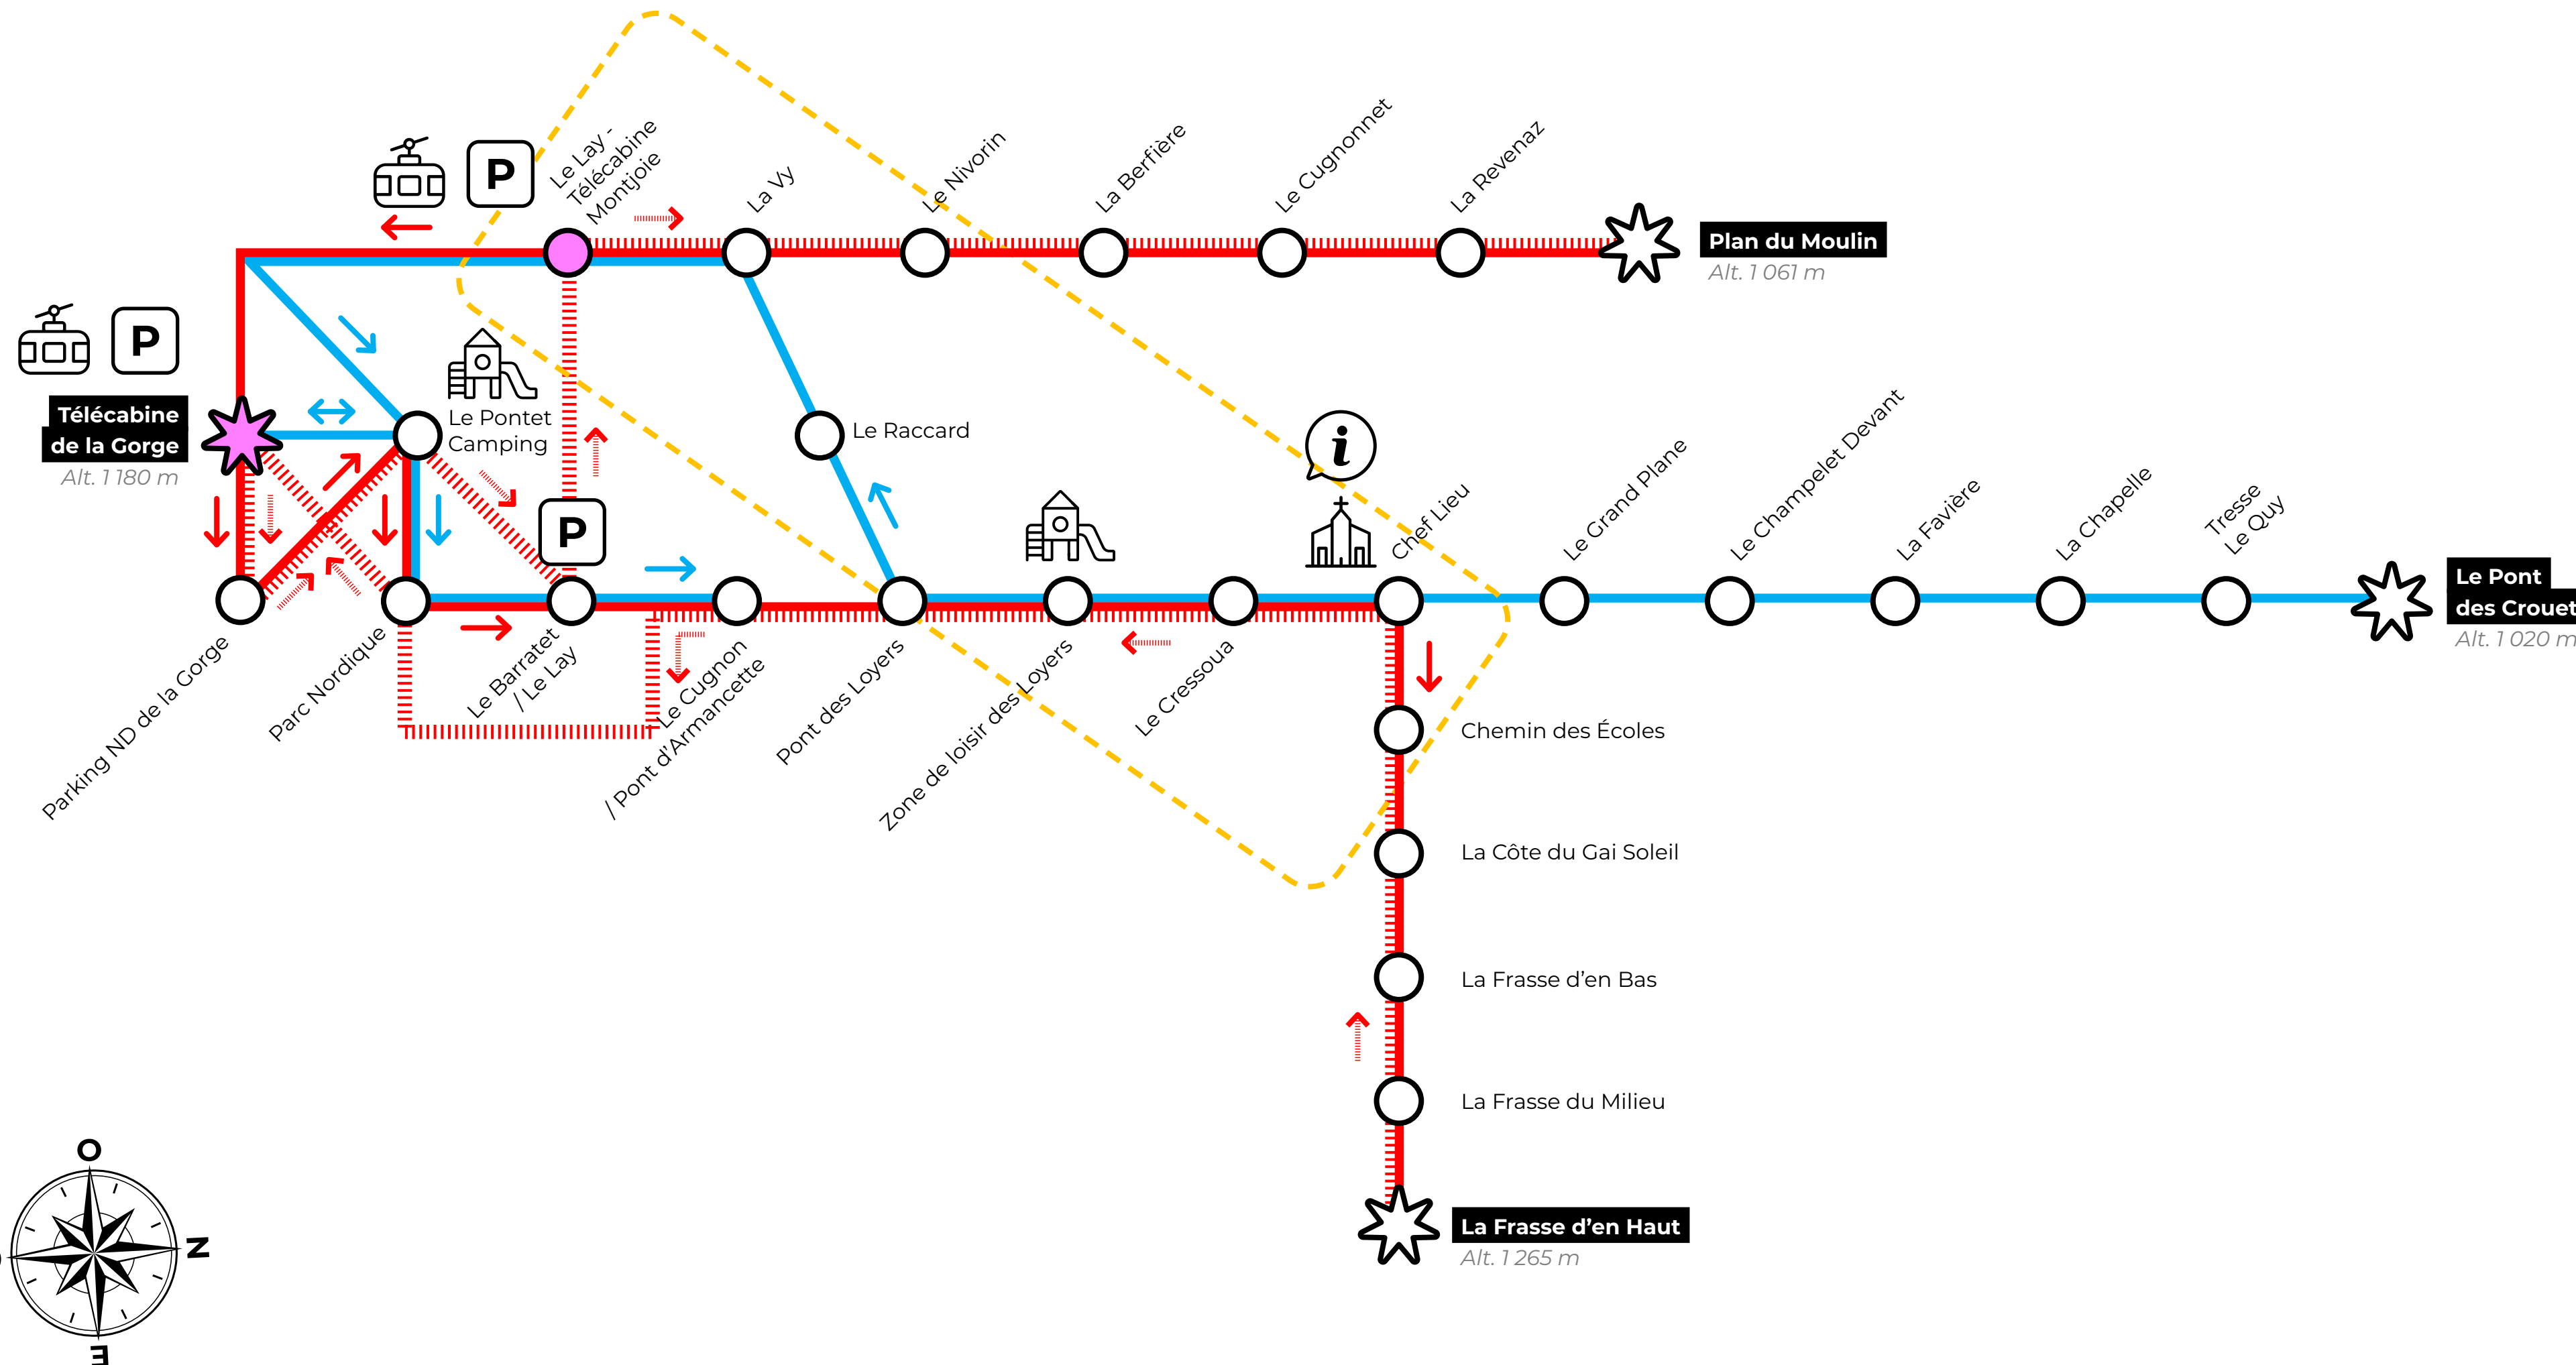 Le Lay -
Télécabine
Montjoie
La Vy
Le Nivorin
La Berfière
Le Cugnonnet
La Revenaz
P
Plan du Moulin
Alt. 1 061 m
P
Télécabine
de la Gorge
Alt. 1 180 m
Le Pontet
Camping
Le Raccard
P
i
Chef Lieu
Le Grand Plane
Le Champelet Devant
La Favière
La Chapelle
Tresse
Le Quy
Le Pont
des Crouet
Alt. 1 020 m
Parking ND de la Gorge
Parc Nordique
Le Barratet
/ Le Lay
Le Cugnon
/ Pont d'Armancette
Pont des Loyers
Zone de loisir des Loyers
Le Cressoua
Chemin des Écoles
La Côte du Gai Soleil
La Frasse d'en Bas
La Frasse du Milieu
La Frasse d'en Haut
Alt. 1 265 m
O
N
E